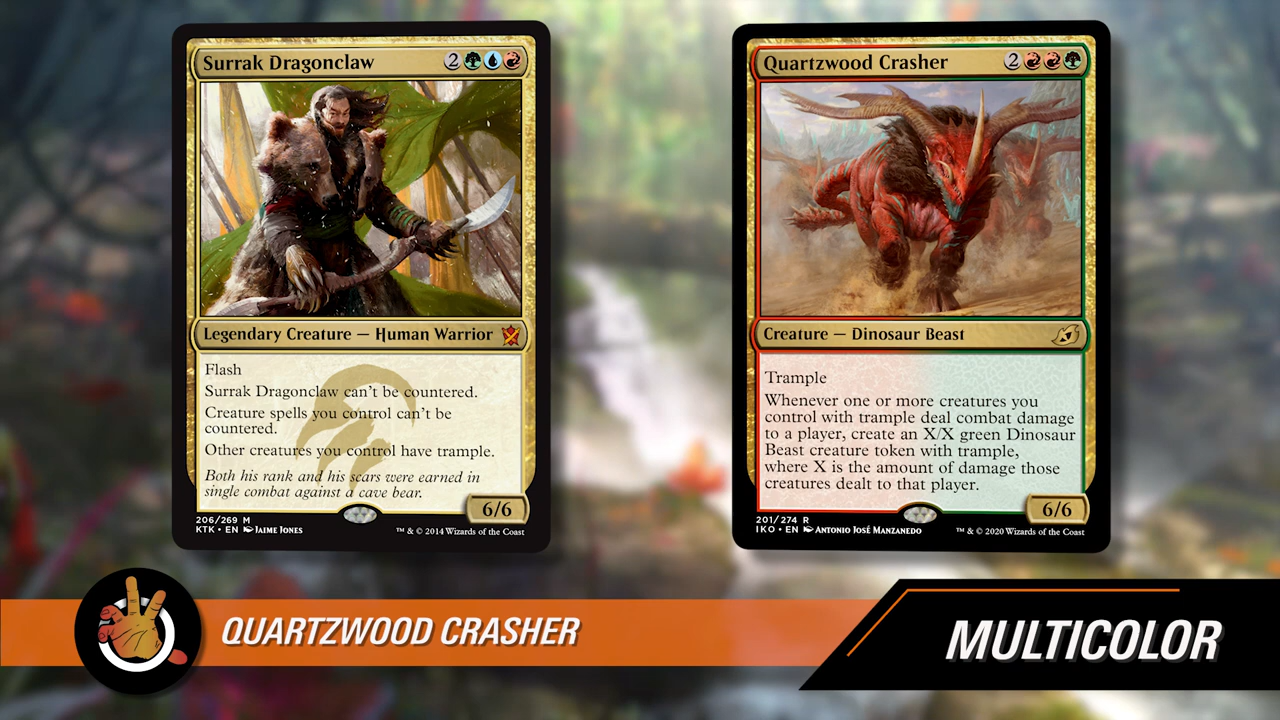 Surrak Dragonclaw
2
Legendary Creature — Human Warrior
Flash
Surrak Dragonclaw can't be countered.
Creature spells you control can't be
countered.
Other creatures you control have trample.
Both his rank and his scars were earned in
single combat against a cave bear.
6/6
206/269 M
KTK • EN Jaime Jones
™ & © 2014 Wizards of the Coast
Quartzwood Crasher
2
Creature — Dinosaur Beast
Trample
Whenever one or more creatures you
control with trample deal combat damage
to a player, create an X/X green Dinosaur
Beast creature token with trample,
where X is the amount of damage those
creatures dealt to that player.
6/6
201/274 R
IKO • EN Antonio José Manzanedo
™ & © 2020 Wizards of the Coast
QUARTZWOOD CRASHER
MULTICOLOR